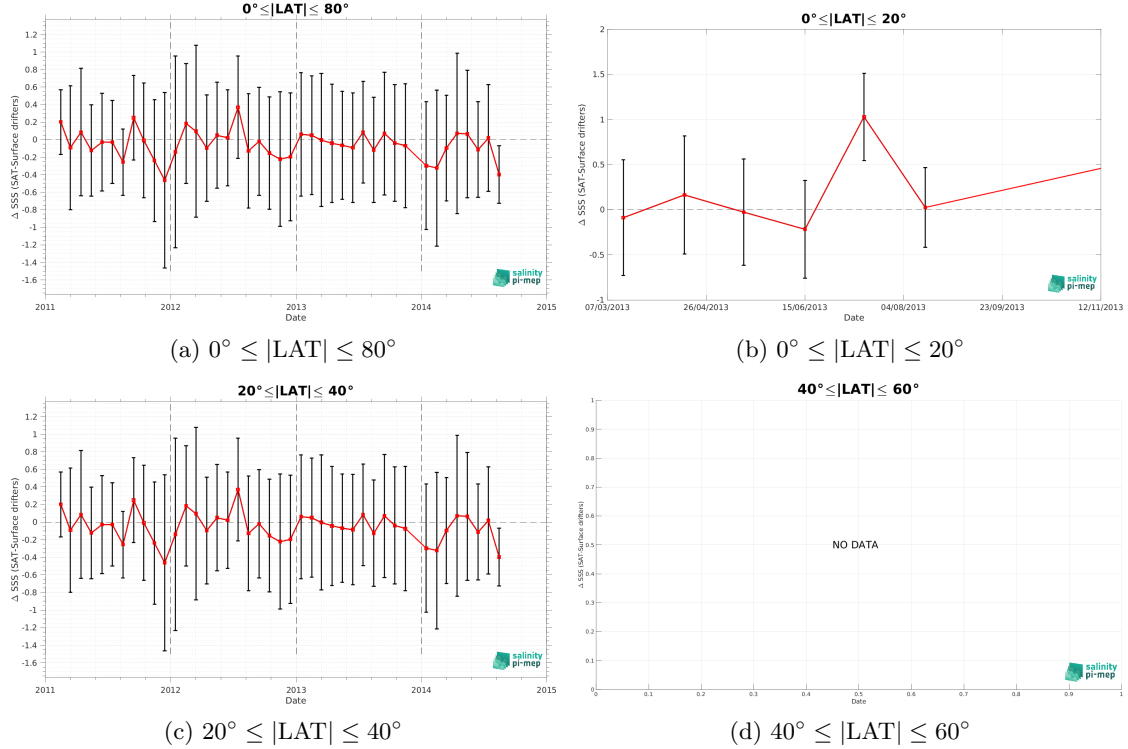 0°≤|LAT|≤ 80°
Δ SSS (SAT-Surface drifters)
1.2
1
0.8
0.6
0.4
0.2
0
-0.2
-0.4
-0.6
-0.8
-1
-1.2
-1.4
-1.6
salinity
pi-mep
2011 2012 2013 2014 2015
Date
(a) 0° ≤ |LAT| ≤ 80°
0°≤|LAT|≤ 20°
Δ SSS (SAT-Surface drifters)
2
1.5
1
0.5
0
-0.5
-1
salinity
pi-mep
07/03/2013 26/04/2013 15/06/2013 04/08/2013 23/09/2013 12/11/2013
Date
(b) 0° ≤ |LAT| ≤ 20°
20°≤|LAT|≤ 40°
Δ SSS (SAT-Surface drifters)
1.2
1
0.8
0.6
0.4
0.2
0
-0.2
-0.4
-0.6
-0.8
-1
-1.2
-1.4
-1.6
salinity
pi-mep
2011 2012 2013 2014 2015
Date
(c) 20° ≤ |LAT| ≤ 40°
40°≤|LAT|≤ 60°
Δ SSS (SAT-Surface drifters)
1
0.9
0.8
0.7
0.6
0.5
0.4
0.3
0.2
0.1
0
NO DATA
salinity
pi-mep
0 0.1 0.2 0.3 0.4 0.5 0.6 0.7 0.8 0.9 1
Date
(d) 40° ≤ |LAT| ≤ 60°